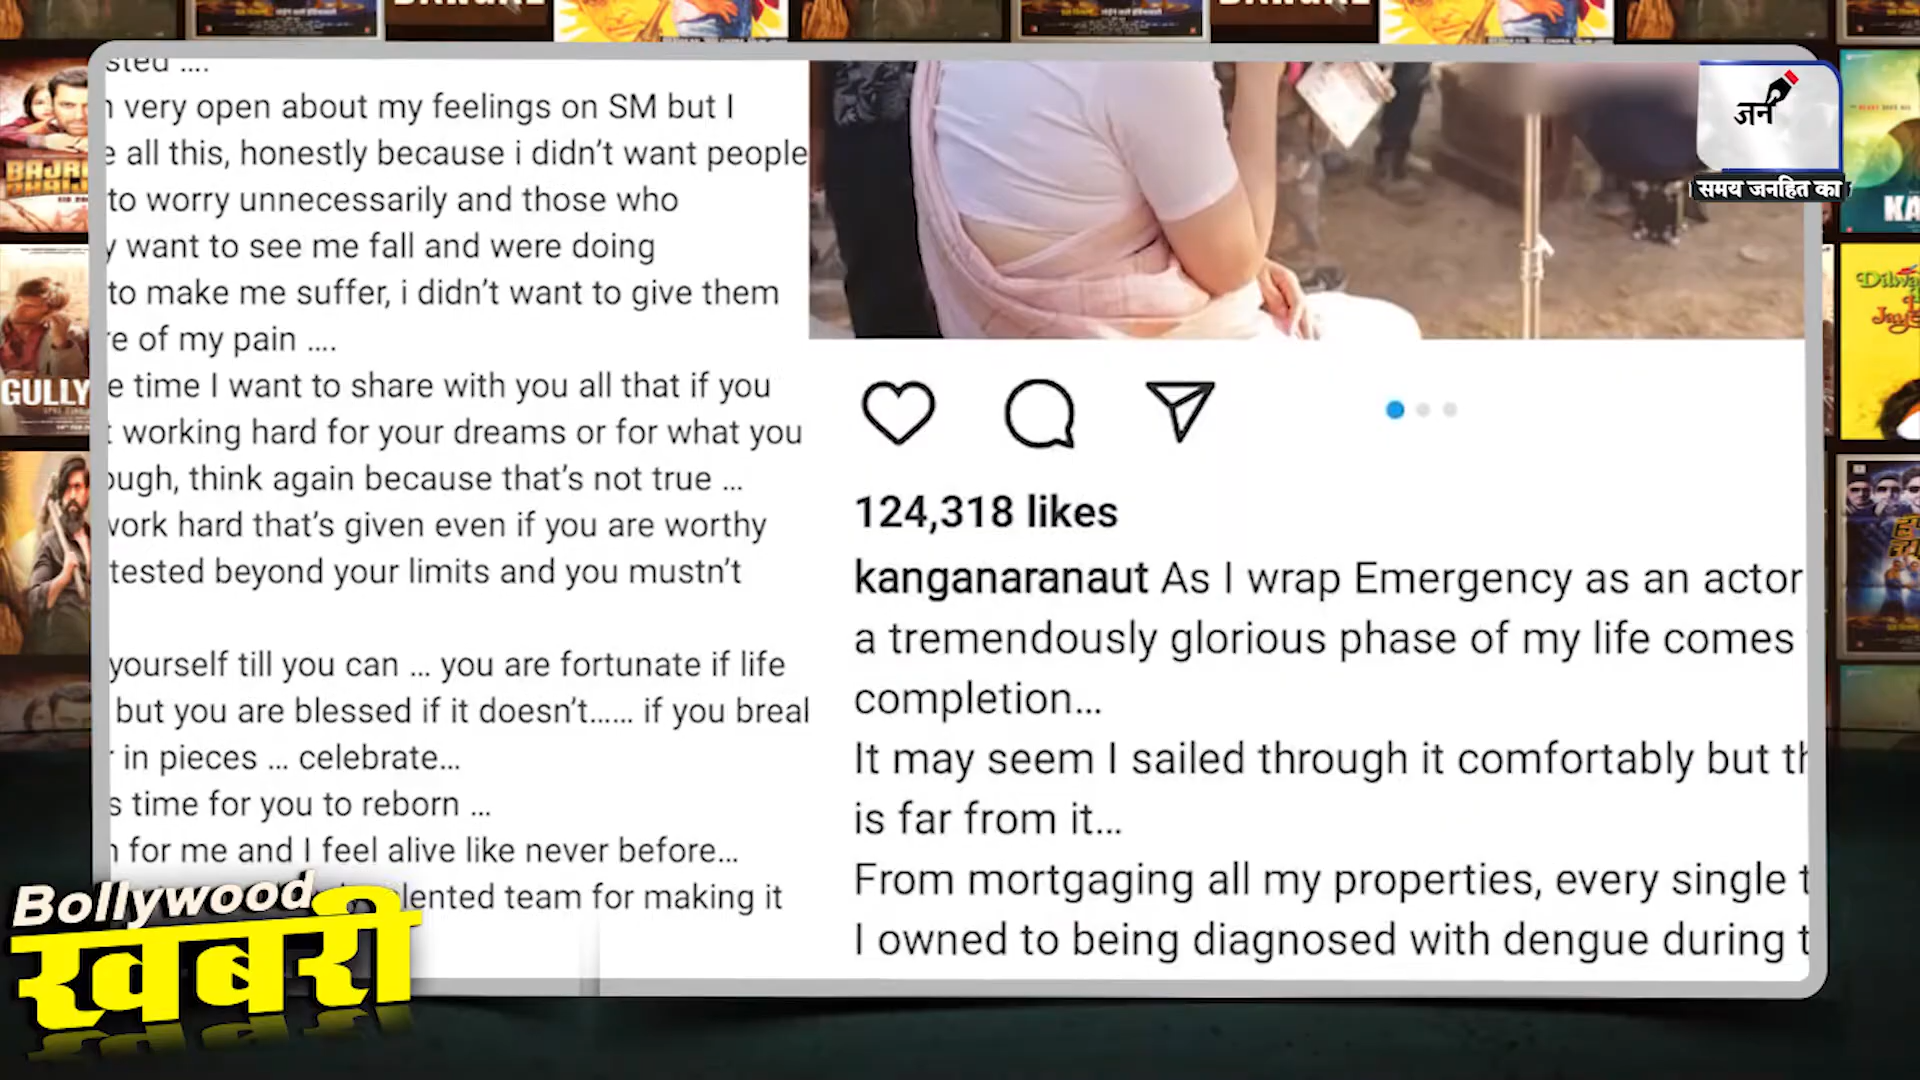 sted ....
very open about my feelings on SM but I
all this, honestly because i didn't want people
to worry unnecessarily and those who
want to see me fall and were doing
to make me suffer, i didn't want to give them
of my pain ....
time I want to share with you all that if you
working hard for your dreams or for what you
ough, think again because that's not true ...
work hard that's given even if you are worthy
tested beyond your limits and you mustn't
yourself till you can ... you are fortunate if life
but you are blessed if it doesn't...... if you
in pieces ... celebrate...
time for you to reborn ...
for me and I feel alive like never before...
lented team for making it
124,318 likes
kanganaranaut As I wrap Emergency as an actor
a tremendously glorious phase of my life comes
completion...
It may seem I sailed through it comfortably but
is far from it...
From mortgaging all my properties, every single
I owned to being diagnosed with dengue during
जन
समय जनहित का
Bollywood
खबरी
GULLY
KA